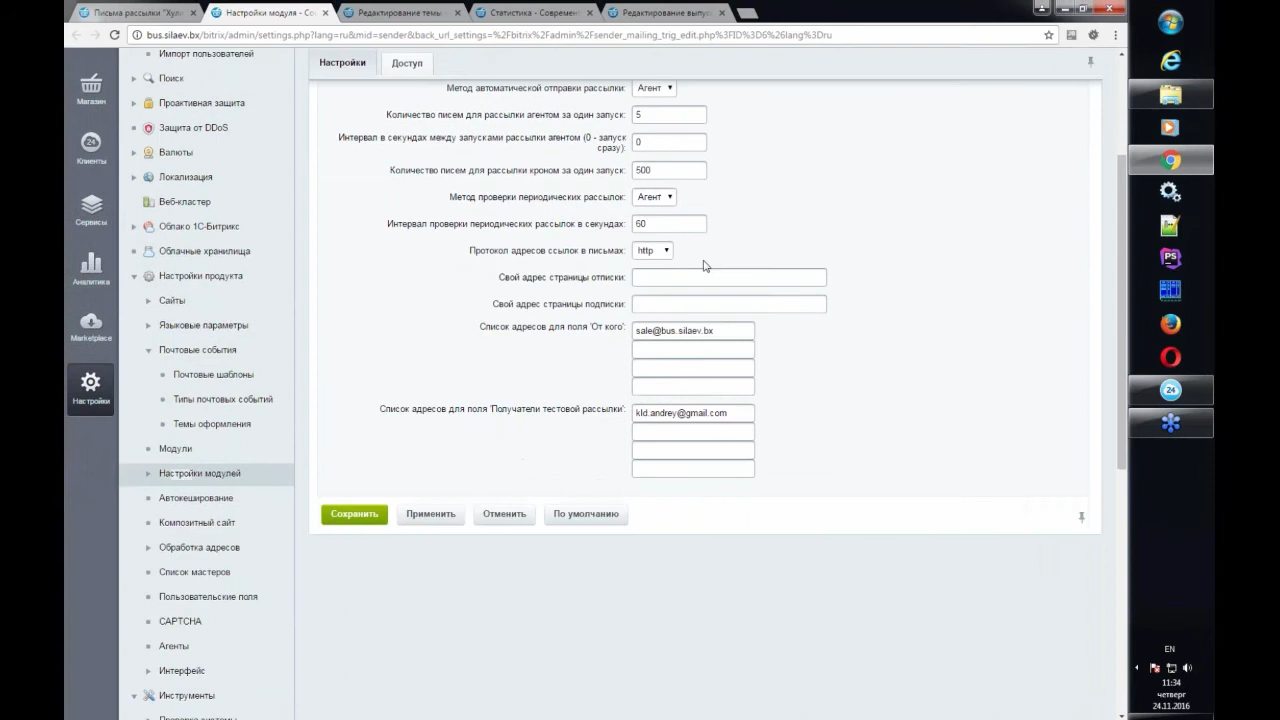 Письма рассылки "Хула
Настройки модуля - Со
Редактирование темы
Статистика - Современ
Редактирование выпус
bus.silaev.bx/bitrix/admin/settings.php?lang=ru&mid=sender&back_url_settings=%2Fbitrix%2Fadmin%2Fsender_mailing_trig_edit.php%3FID%3D6%26lang%3Dru
Магазин
Клиенты
24
Сервисы
Аналитика
Marketplace
Настройки
Импорт пользователей
Поиск
Проактивная защита
Защита от DDoS
Валюты
Локализация
Веб-кластер
Облако 1С-Битрикс
Облачные хранилища
Настройки продукта
Сайты
Языковые параметры
Почтовые события
Почтовые шаблоны
Типы почтовых событий
Темы оформления
Модули
Настройки модулей
Автокеширование
Композитный сайт
Обработка адресов
Список мастеров
Пользовательские поля
CAPTCHA
Агенты
Интерфейс
Инструменты
Настройки
Доступ
Метод автоматической отправки рассылки: Агент
Количество писем для рассылки агентом за один запуск: 5
Интервал в секундах между запусками рассылки агентом (0 - запуск
сразу): 0
Количество писем для рассылки кроном за один запуск: 500
Метод проверки периодических рассылок: Агент
Интервал проверки периодических рассылок в секундах: 60
Протокол адресов ссылок в письмах: http
Свой адрес страницы отписки:
Свой адрес страницы подписки:
Список адресов для поля 'От кого': sale@bus.silaev.bx
Список адресов для поля 'Получатели тестовой рассылки': kld.andrey@gmail.com
Сохранить
Применить
Отменить
По умолчанию
PS
24
EN
11:34
четверг
24.11.2016